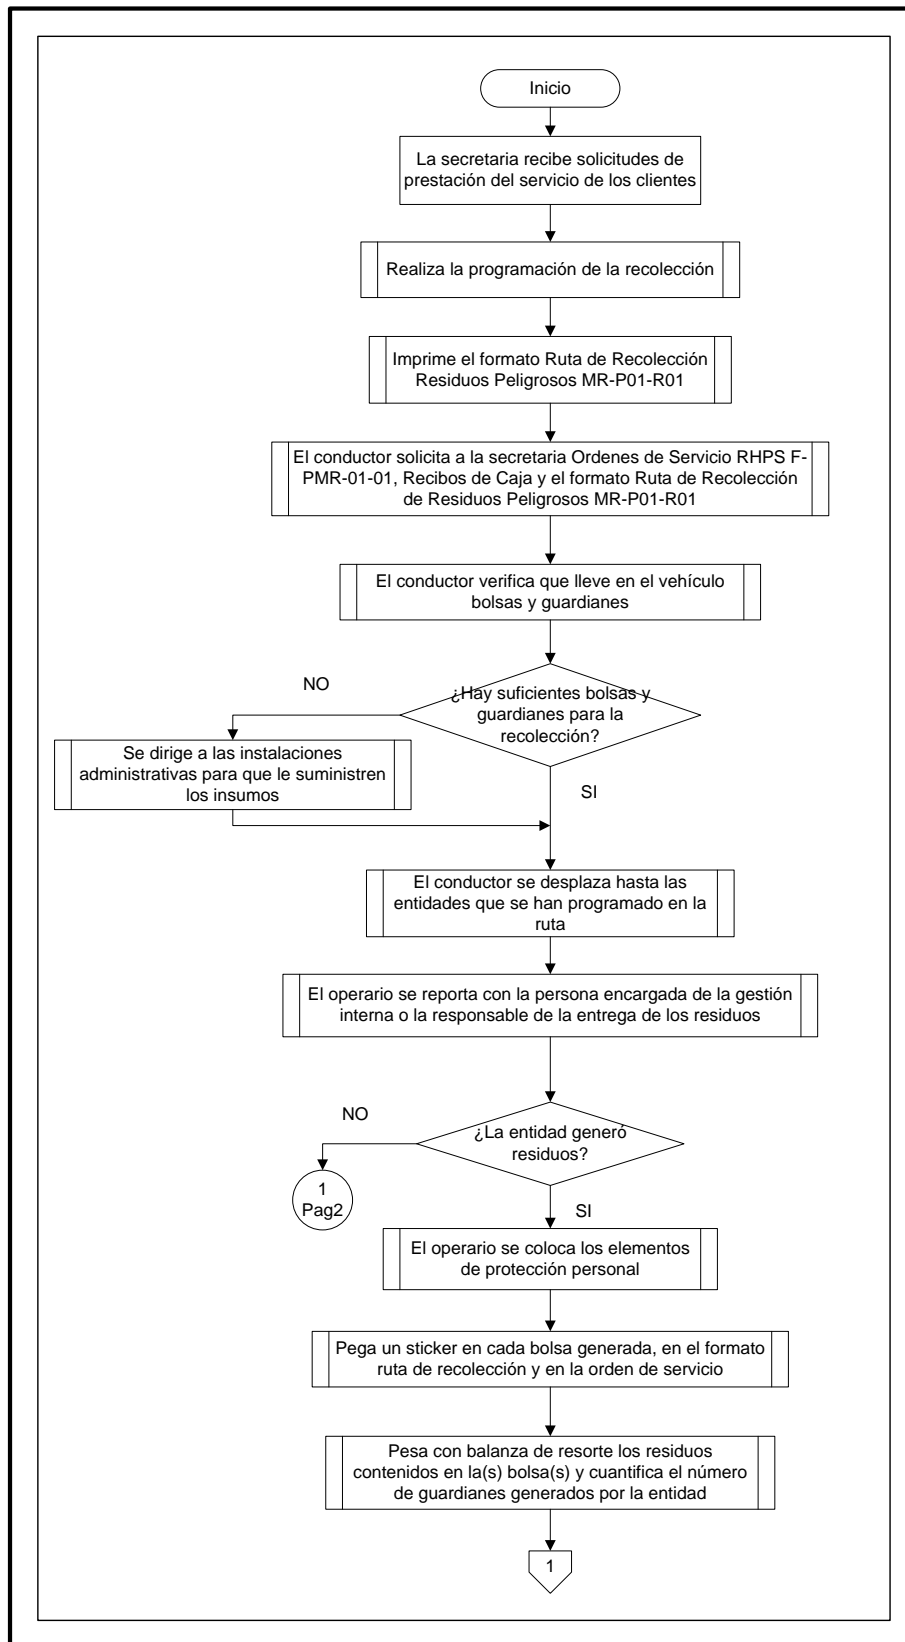 Inicio
La secretaria recibe solicitudes de
prestación del servicio de los clientes
Realiza la programación de la recolección
Imprime el formato Ruta de Recolección
Residuos Peligrosos MR-P01-R01
El conductor solicita a la secretaria Ordenes de Servicio RHPS F-
PMR-01-01, Recibos de Caja y el formato Ruta de Recolección
de Residuos Peligrosos MR-P01-R01
El conductor verifica que lleve en el vehículo
bolsas y guardianes
NO
¿Hay suficientes bolsas y
guardianes para la
recolección?
Se dirige a las instalaciones
administrativas para que le suministren
los insumos
SI
El conductor se desplaza hasta las
entidades que se han programado en la
ruta
El operario se reporta con la persona encargada de la gestión
interna o la responsable de la entrega de los residuos
NO
¿La entidad generó
residuos?
1
Pag2
SI
El operario se coloca los elementos
de protección personal
Pega un sticker en cada bolsa generada, en el formato
ruta de recolección y en la orden de servicio
Pesa con balanza de resorte los residuos
contenidos en la(s) bolsa(s) y cuantifica el número
de guardianes generados por la entidad
1